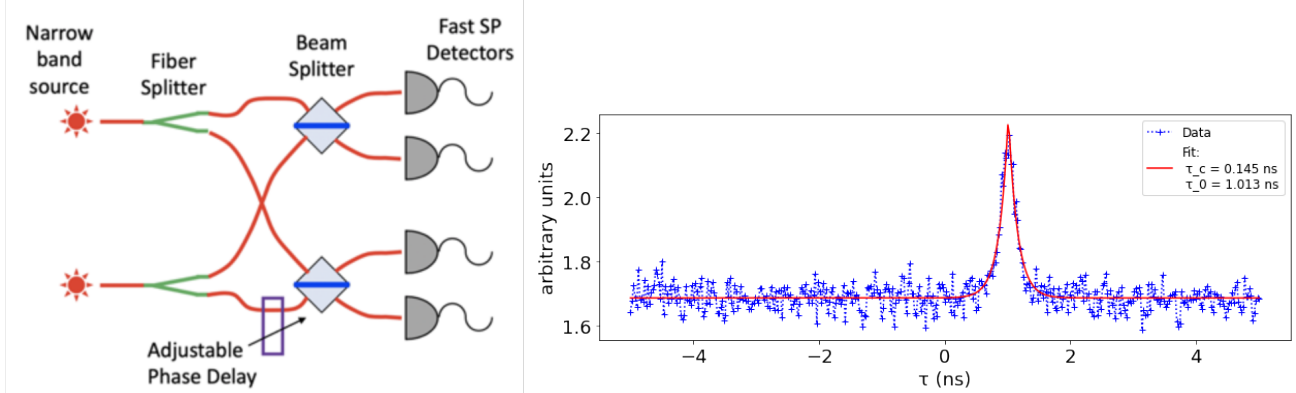 Narrow
band
source
Fiber
Splitter
Beam
Splitter
Fast SP
Detectors
Adjustable
Phase Delay
arbitrary units
2.2
2.0
1.8
1.6
−4
−2
0
2
4
τ (ns)
Data
Fit:
τ_c = 0.145 ns
τ_0 = 1.013 ns